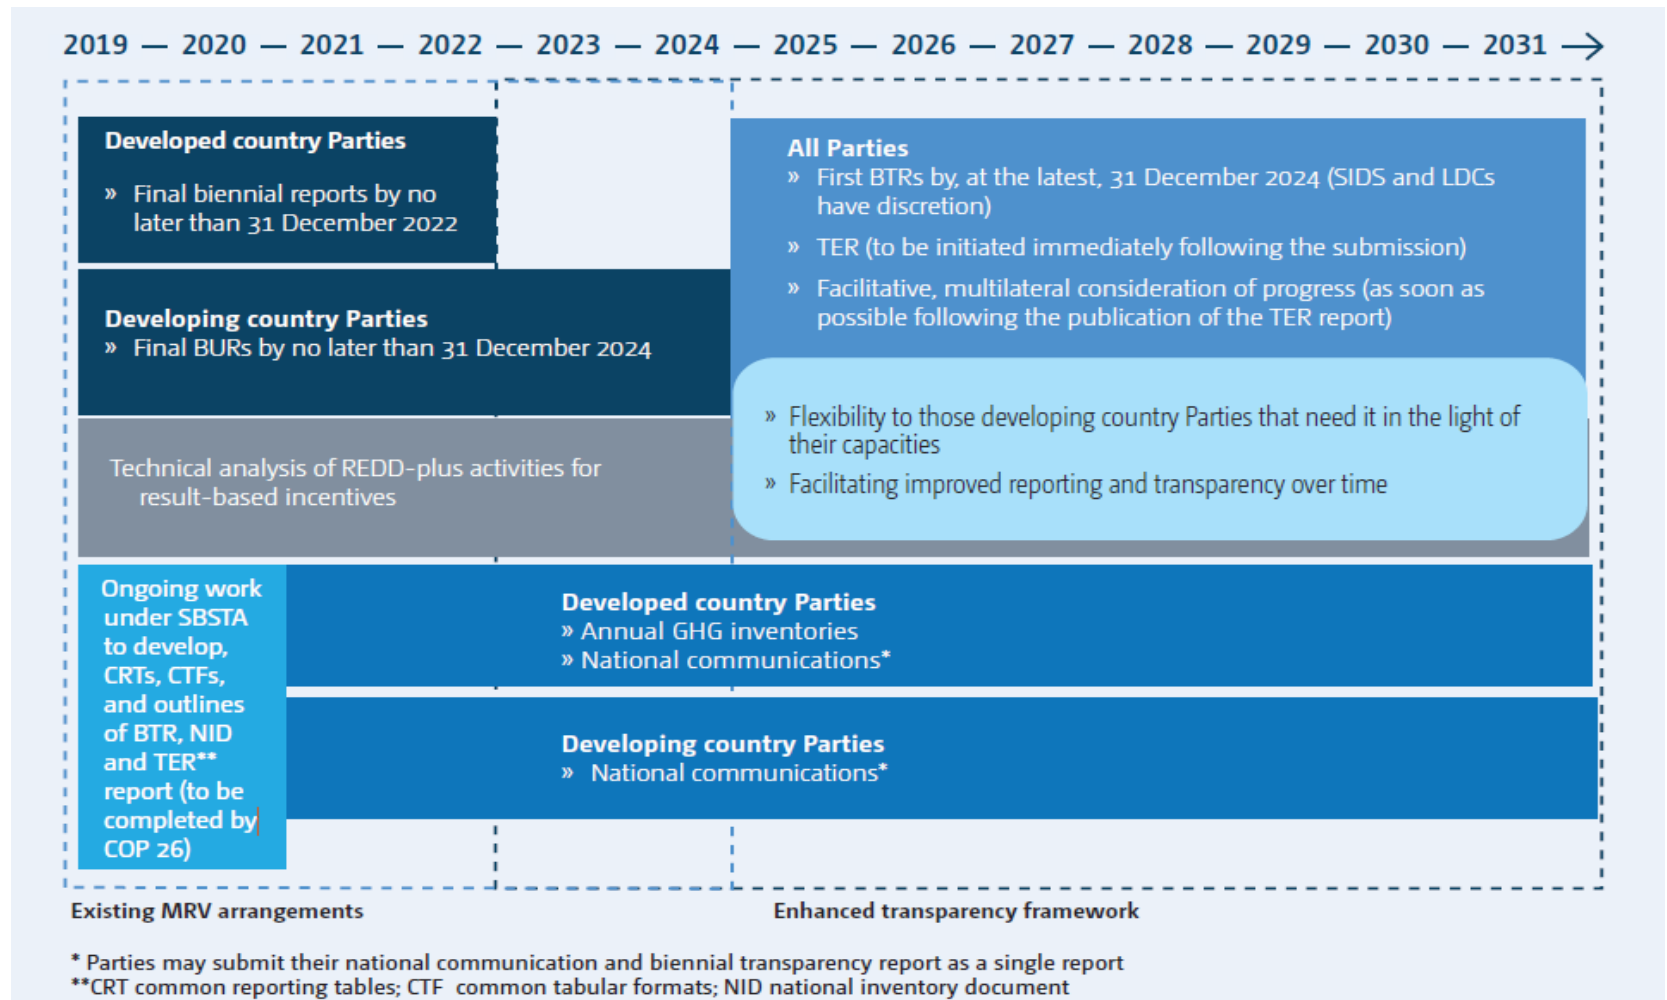 2019 — 2020 — 2021 — 2022 — 2023 — 2024 — 2025 — 2026 — 2027 — 2028 — 2029 — 2030 — 2031
Developed country Parties
» Final biennial reports by no
later than 31 December 2022
Developing country Parties
» Final BURs by no later than 31 December 2024
All Parties
» First BTRs by, at the latest, 31 December 2024 (SIDS and LDCs
have discretion)
» TER (to be initiated immediately following the submission)
» Facilitative, multilateral consideration of progress (as soon as
possible following the publication of the TER report)
» Flexibility to those developing country Parties that need it in the light of
their capacities
» Facilitating improved reporting and transparency over time
Technical analysis of REDD-plus activities for
result-based incentives
Ongoing work
under SBSTA
to develop,
CRTs, CTFs,
and outlines
of BTR, NID
and TER**
report (to be
completed by
COP 26)
Developed country Parties
» Annual GHG inventories
» National communications*
Developing country Parties
» National communications*
Existing MRV arrangements
Enhanced transparency framework
* Parties may submit their national communication and biennial transparency report as a single report
**CRT common reporting tables; CTF common tabular formats; NID national inventory document